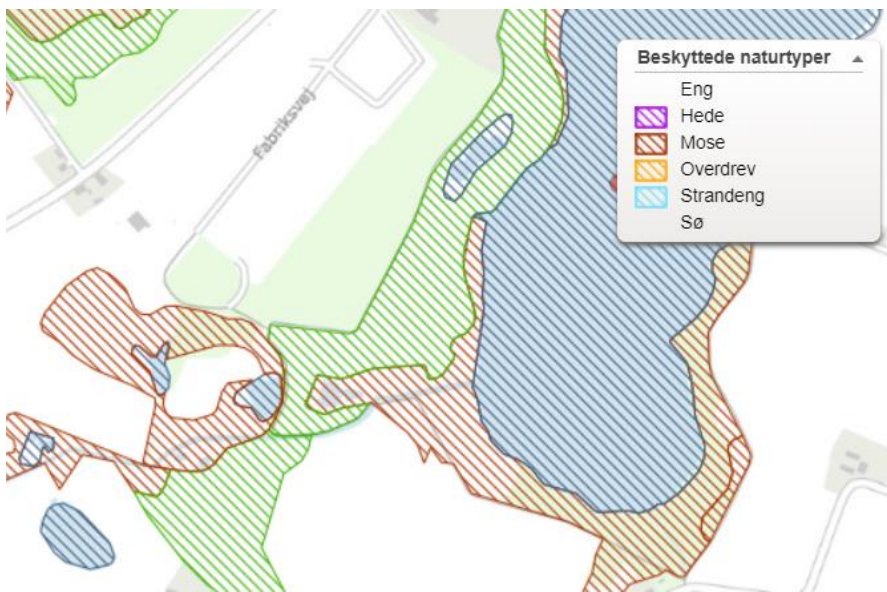 Beskyttede naturtyper
Eng
Hede
Mose
Overdrev
Strandeng
Sø
Fabriksvej